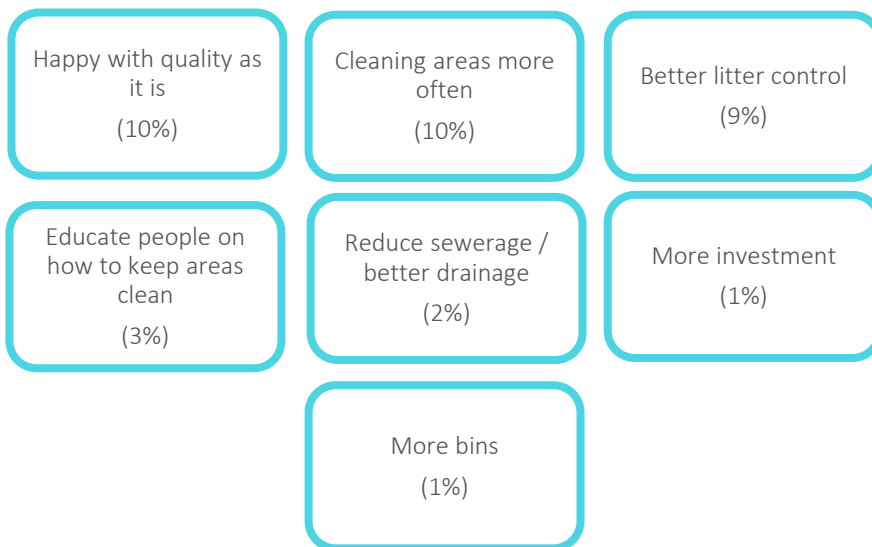 Happy with quality as
it is
(10%)
Cleaning areas more
often
(10%)
Better litter control
(9%)
Educate people on
how to keep areas
clean
(3%)
Reduce sewerage /
better drainage
(2%)
More investment
(1%)
More bins
(1%)